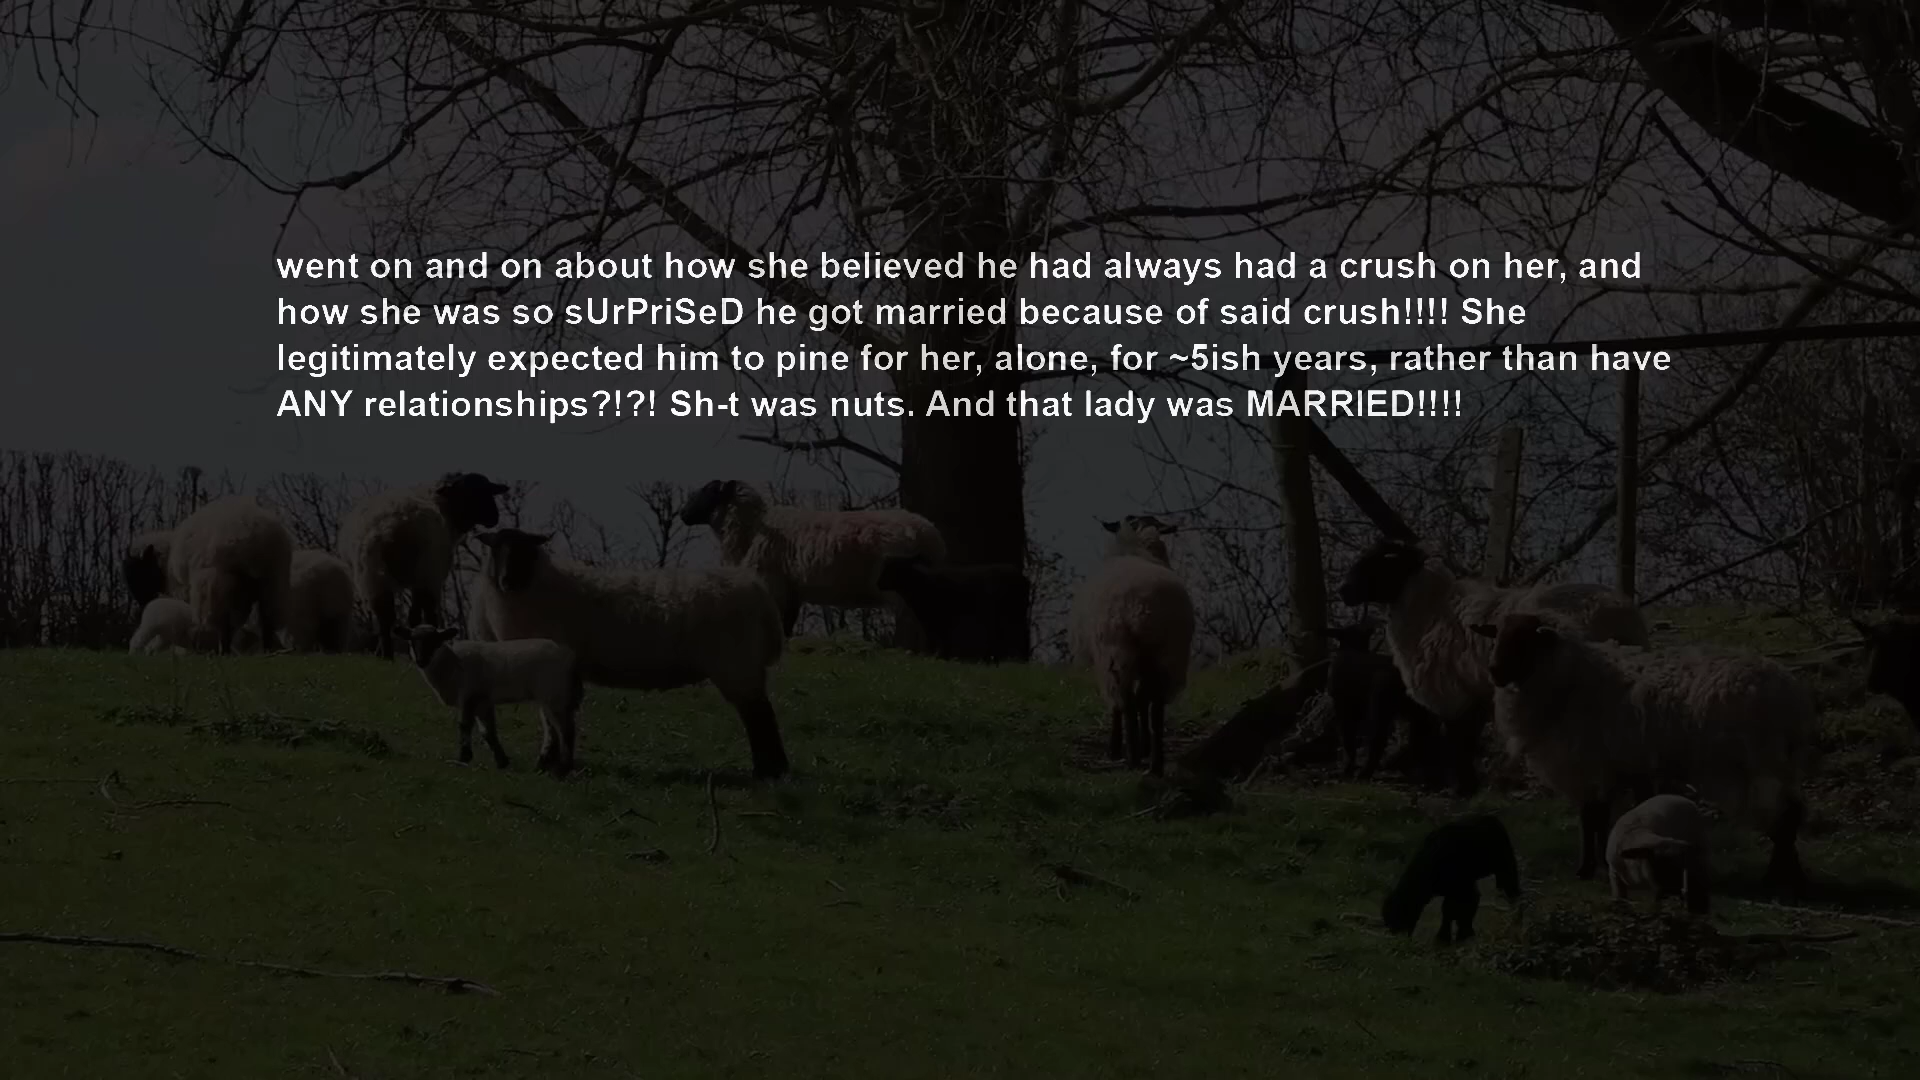 went on and on about how she believed he had always had a crush on her, and
how she was so sUrPriSeD he got married because of said crush!!!! She
legitimately expected him to pine for her, alone, for ~5ish years, rather than have
ANY relationships?!?! Sh-t was nuts. And that lady was MARRIED!!!!